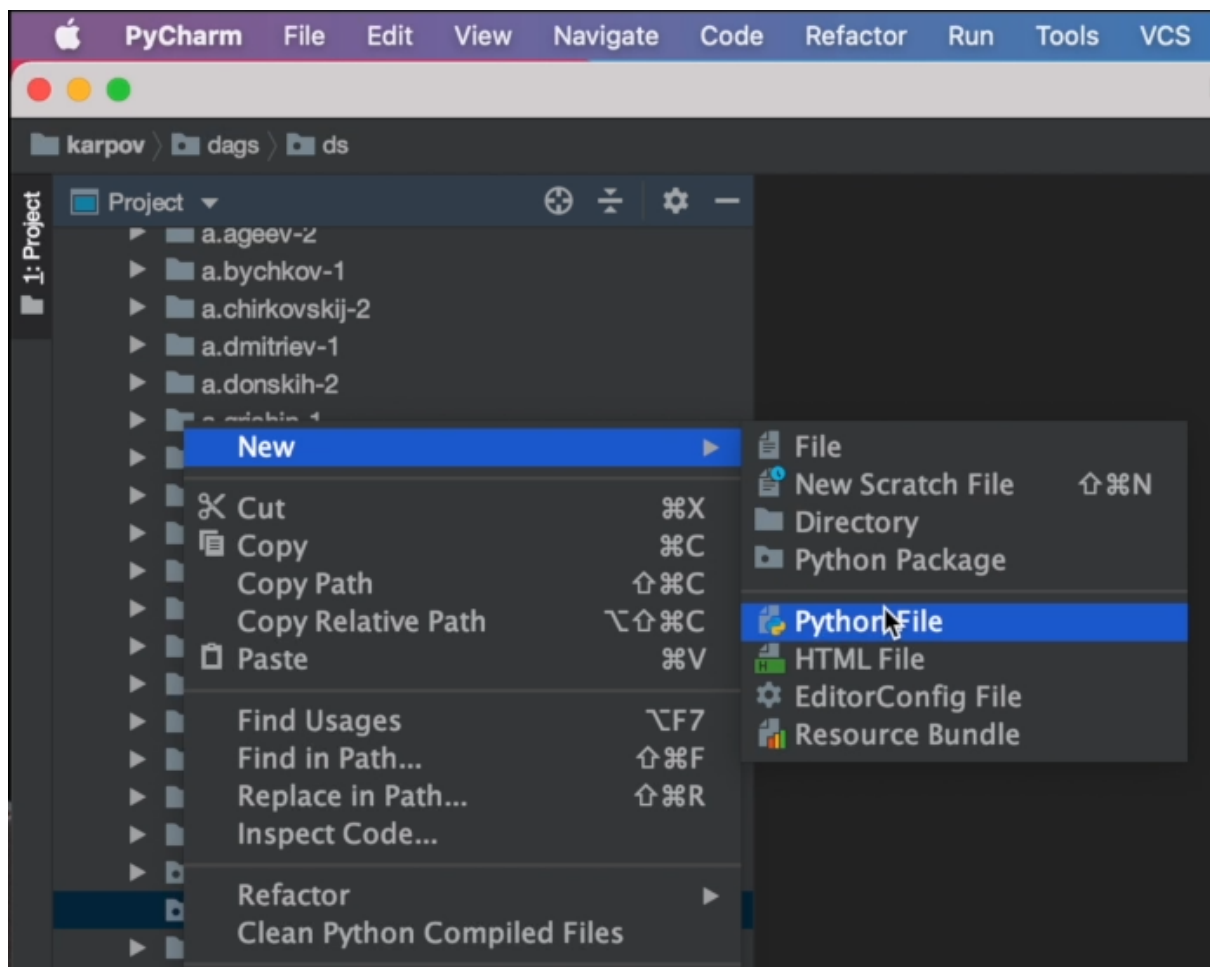 PyCharm File Edit View Navigate Code Refactor Run Tools VCS
karpov dags ds
1: Project
Project
a.ageev-2
a.bychkov-1
a.chirkovskij-2
a.dmitriev-1
a.donskih-2
New
File
New Scratch File ⇧⌘N
Directory
Python Package
Python File
HTML File
EditorConfig File
Resource Bundle
Cut ⌘X
Copy ⌘C
Copy Path ⇧⌘C
Copy Relative Path ⌥⇧⌘C
Paste ⌘V
Find Usages ⌥F7
Find in Path... ⇧⌘F
Replace in Path... ⇧⌘R
Inspect Code...
Refactor
Clean Python Compiled Files